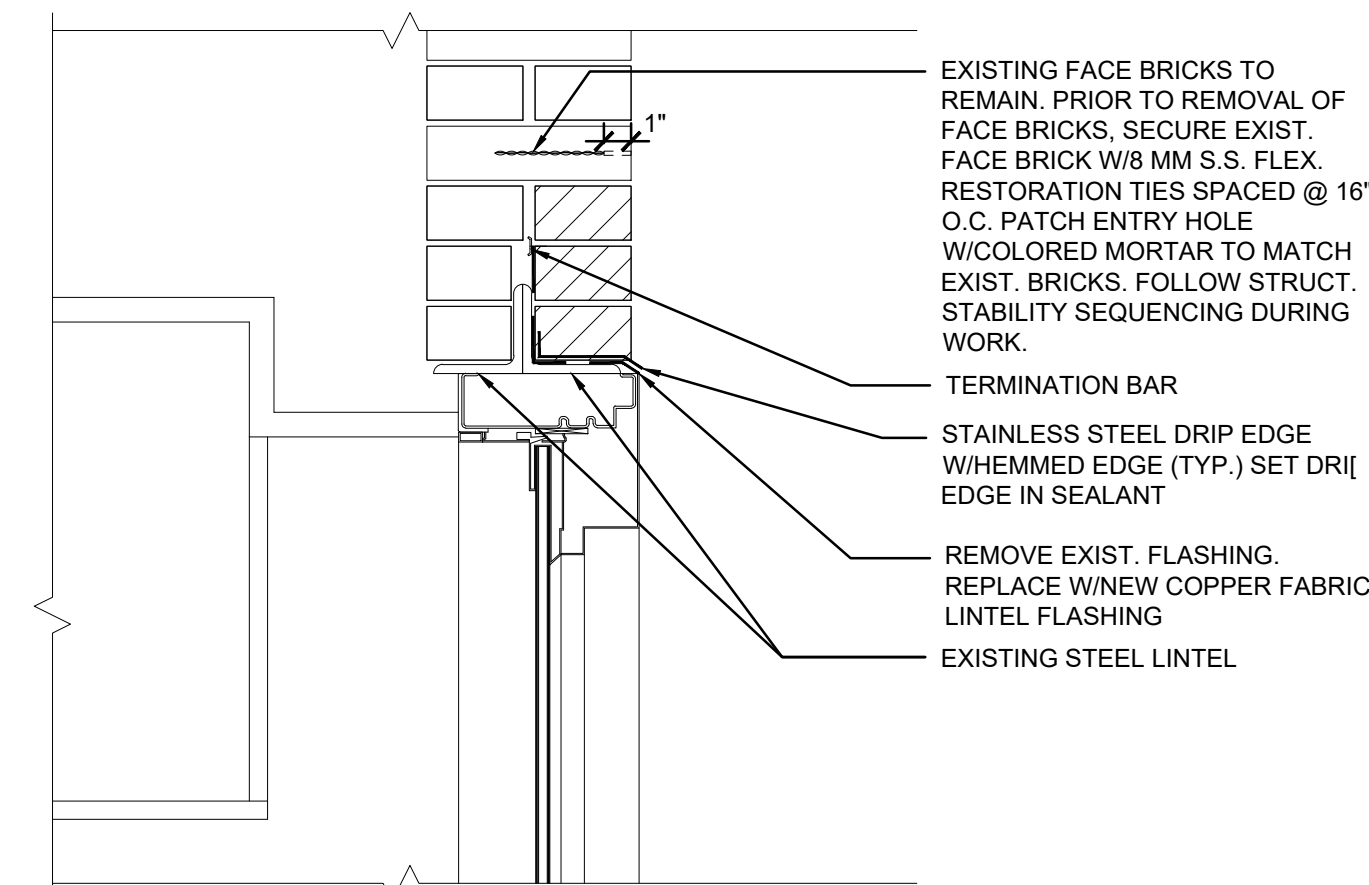 EXISTING FACE BRICKS TO
REMAIN. PRIOR TO REMOVAL OF
FACE BRICKS, SECURE EXIST.
FACE BRICK W/8 MM S.S. FLEX.
RESTORATION TIES SPACED @ 16"
O.C. PATCH ENTRY HOLE
W/COLORED MORTAR TO MATCH
EXIST. BRICKS. FOLLOW STRUCT.
STABILITY SEQUENCING DURING
WORK.
1"
TERMINATION BAR
STAINLESS STEEL DRIP EDGE
W/HEMMED EDGE (TYP.) SET DRI[
EDGE IN SEALANT
REMOVE EXIST. FLASHING.
REPLACE W/NEW COPPER FABRIC
LINTEL FLASHING
EXISTING STEEL LINTEL